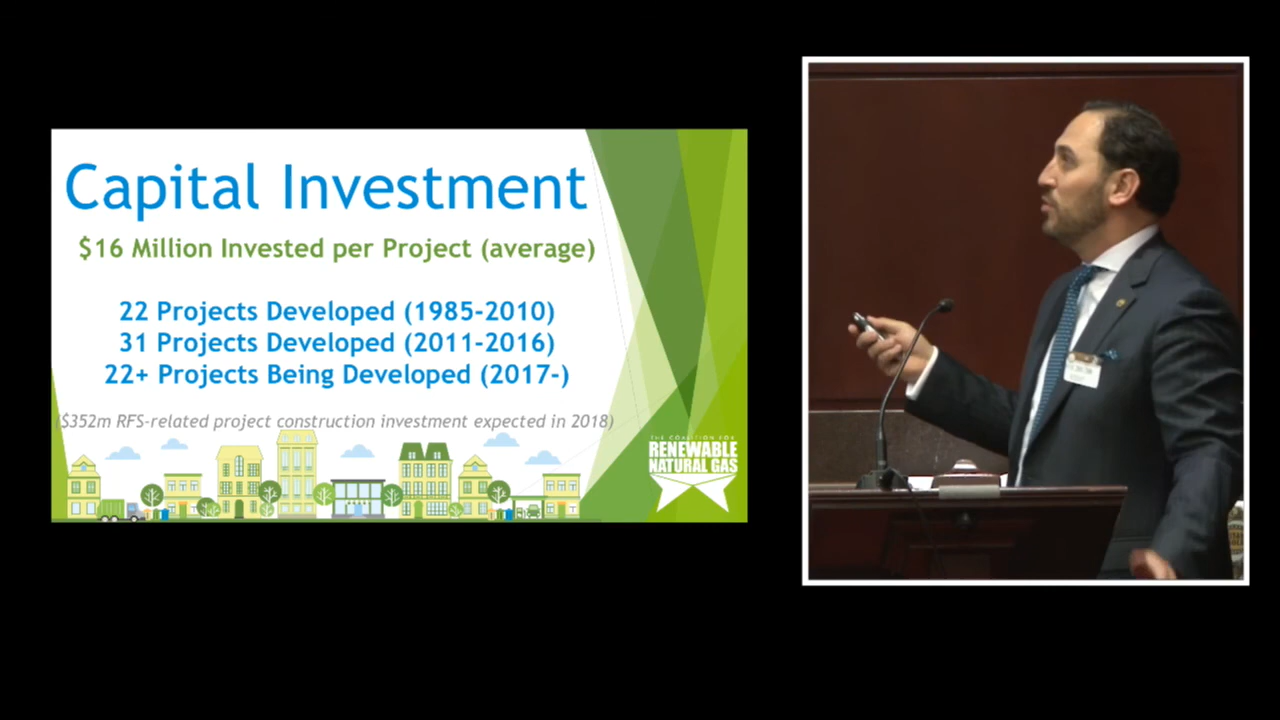 Capital Investment
$16 Million Invested per Project (average)
22 Projects Developed (1985-2010)
31 Projects Developed (2011-2016)
22+ Projects Being Developed (2017-)
($352m RFS-related project construction investment expected in 2018)
THE COALITION FOR
RENEWABLE
NATURAL GAS